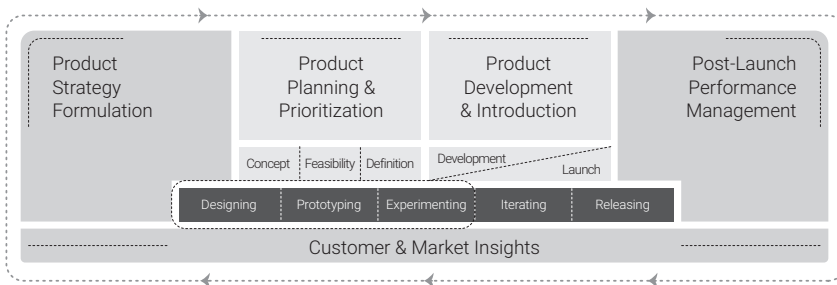 Product
Strategy
Formulation
Product
Planning &
Prioritization
Product
Development
& Introduction
Post-Launch
Performance
Management
Concept
Feasibility
Definition
Development
Launch
Designing
Prototyping
Experimenting
Iterating
Releasing
Customer & Market Insights